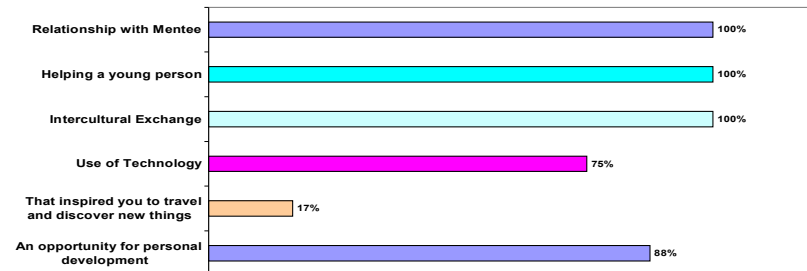 Relationship with Mentee
100%
Helping a young person
100%
Intercultural Exchange
100%
Use of Technology
75%
That inspired you to travel
and discover new things
17%
An opportunity for personal
development
88%